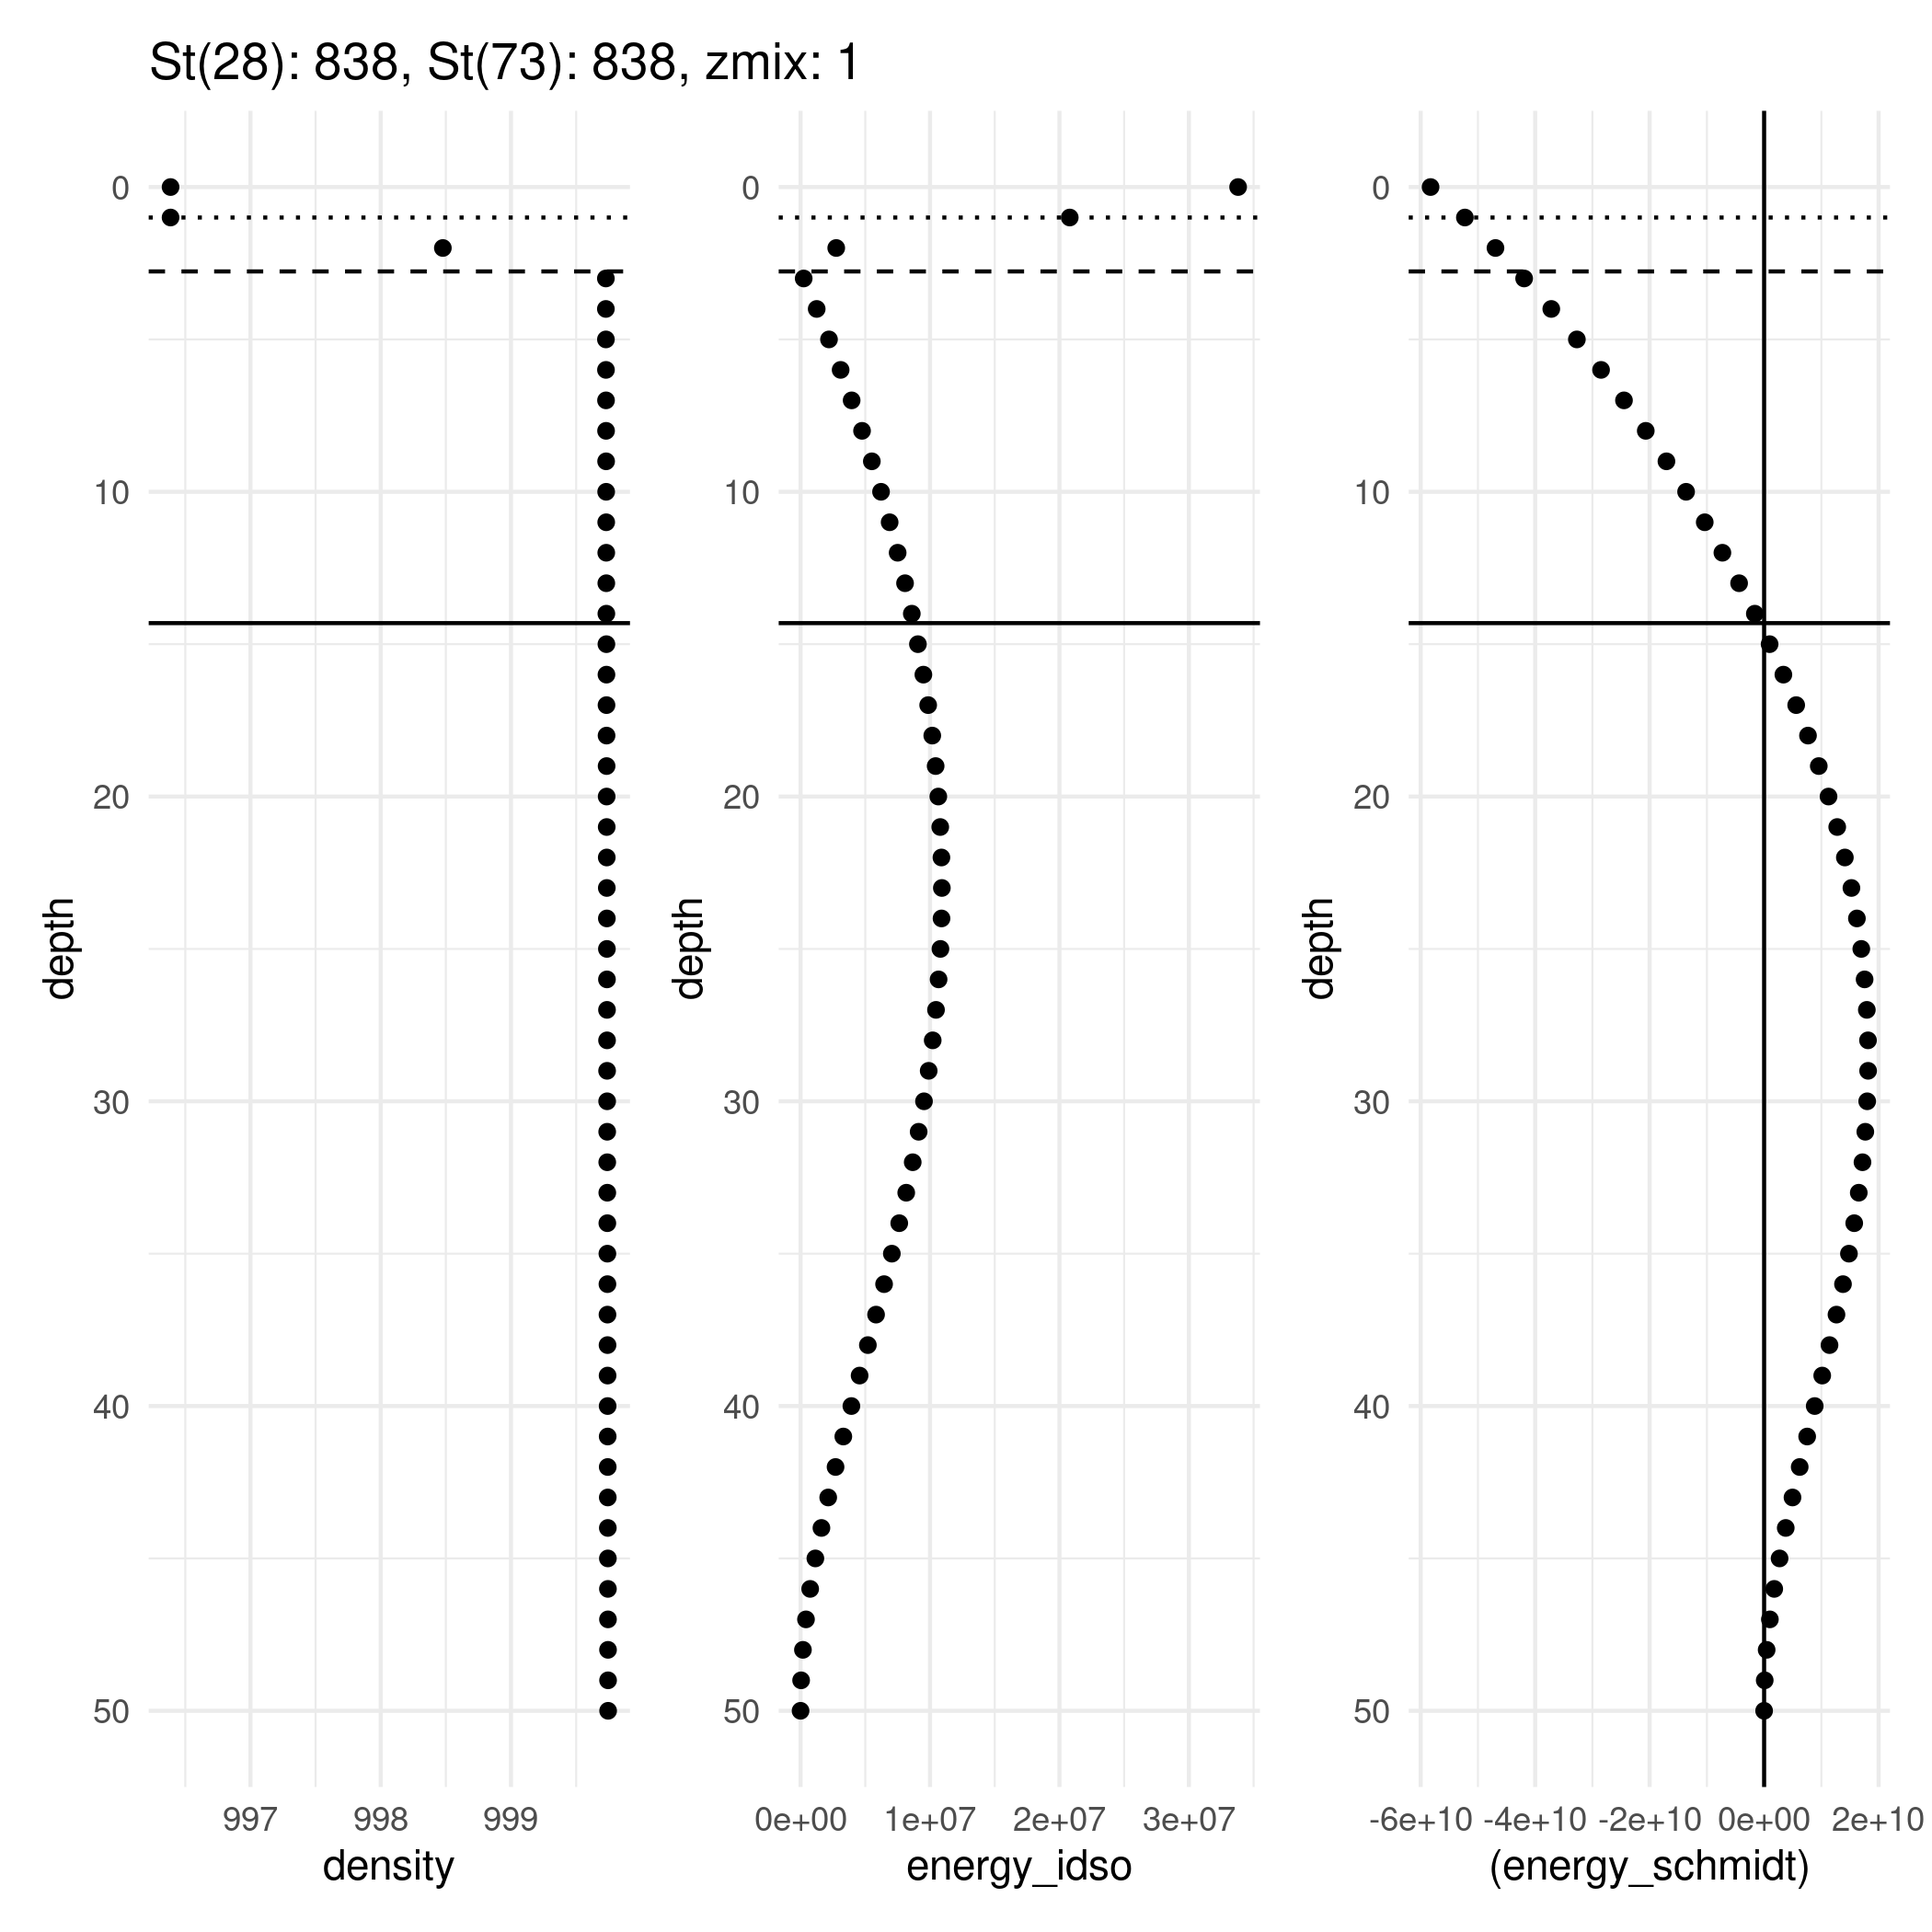 St(28): 838, St(73): 838, zmix: 1
depth
0
10
20
30
40
50
997 998 999
density
depth
0
10
20
30
40
50
0e+00 1e+07 2e+07 3e+07
energy_idso
depth
0
10
20
30
40
50
-6e+10 -4e+10 -2e+10 0e+00 2e+10
(energy_schmidt)